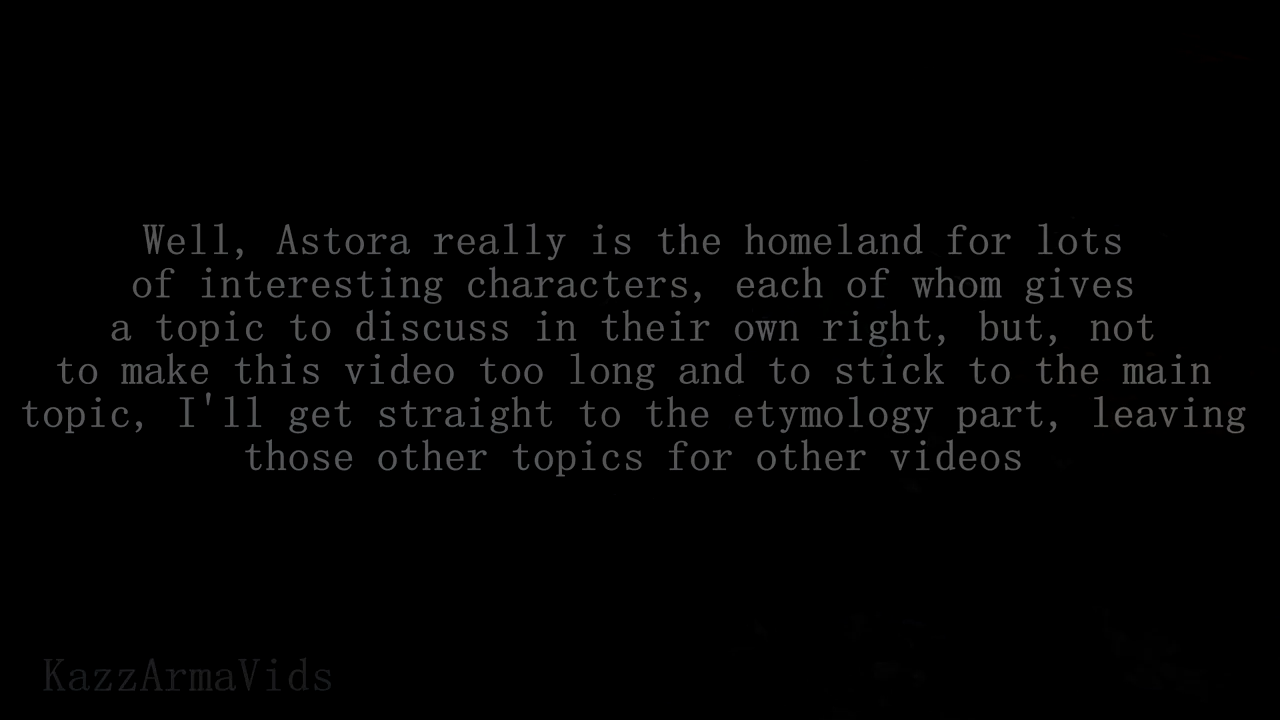 Well, Astora really is the homeland for lots
of interesting characters, each of whom gives
a topic to discuss in their own right, but, not
to make this video too long and to stick to the main
topic, I'll get straight to the etymology part, leaving
those other topics for other videos
KazzArmaVids